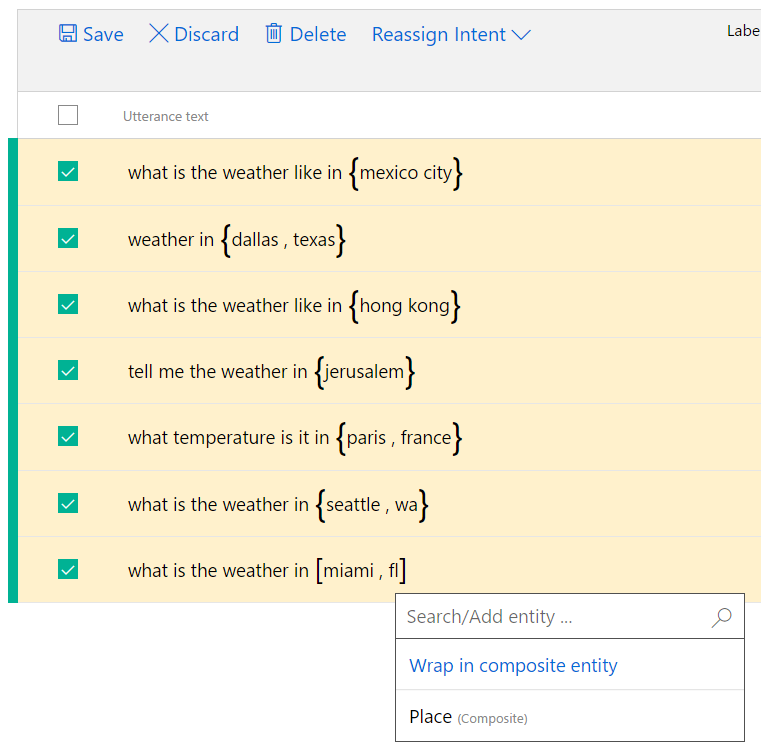 Save Discard Delete Reassign Intent Labe
Utterance text
what is the weather like in {mexico city}
weather in {dallas , texas}
what is the weather like in {hong kong}
tell me the weather in {jerusalem}
what temperature is it in {paris , france}
what is the weather in {seattle , wa}
what is the weather in [miami , fl]
Search/Add entity ...
Wrap in composite entity
Place (Composite)